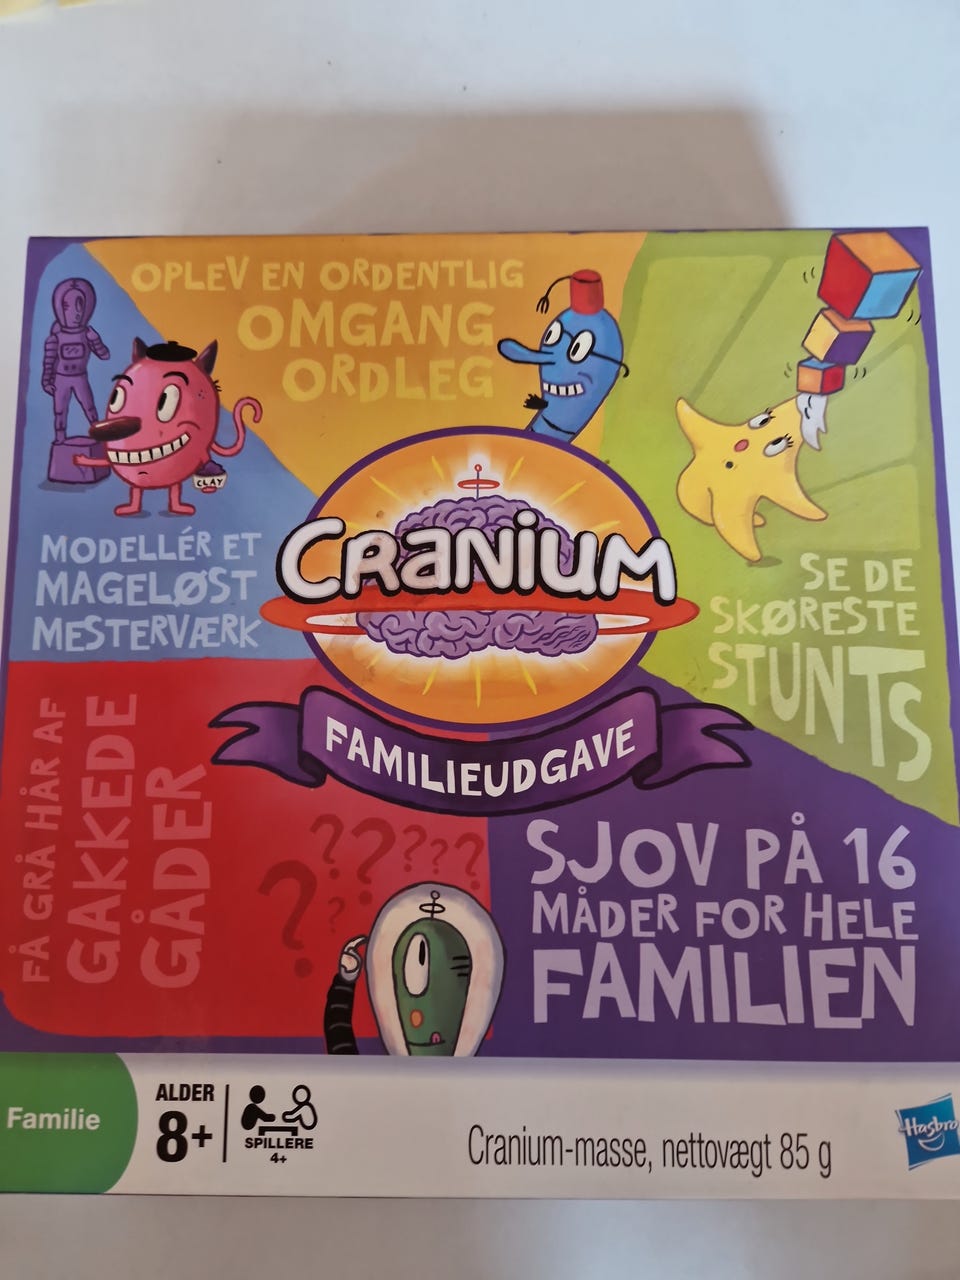 OPLEV EN ORDENTLIG
OMGANG
ORDLEG
CLAY
MODELLÉR ET
MAGELØST
MESTERVÆRK
CRANIUM
FAMILIEUDGAVE
SE DE
SKØRESTE
STUNTS
FÅ GRÅ HÅR AF
GAKKEDE
GÅDER
? ? ? ? ? ? ?
SJOV PÅ 16
MÅDER FOR HELE
FAMILIEN
Familie
ALDER
8+
SPILLERE
4+
Cranium-masse, nettovægt 85 g
Hasbro